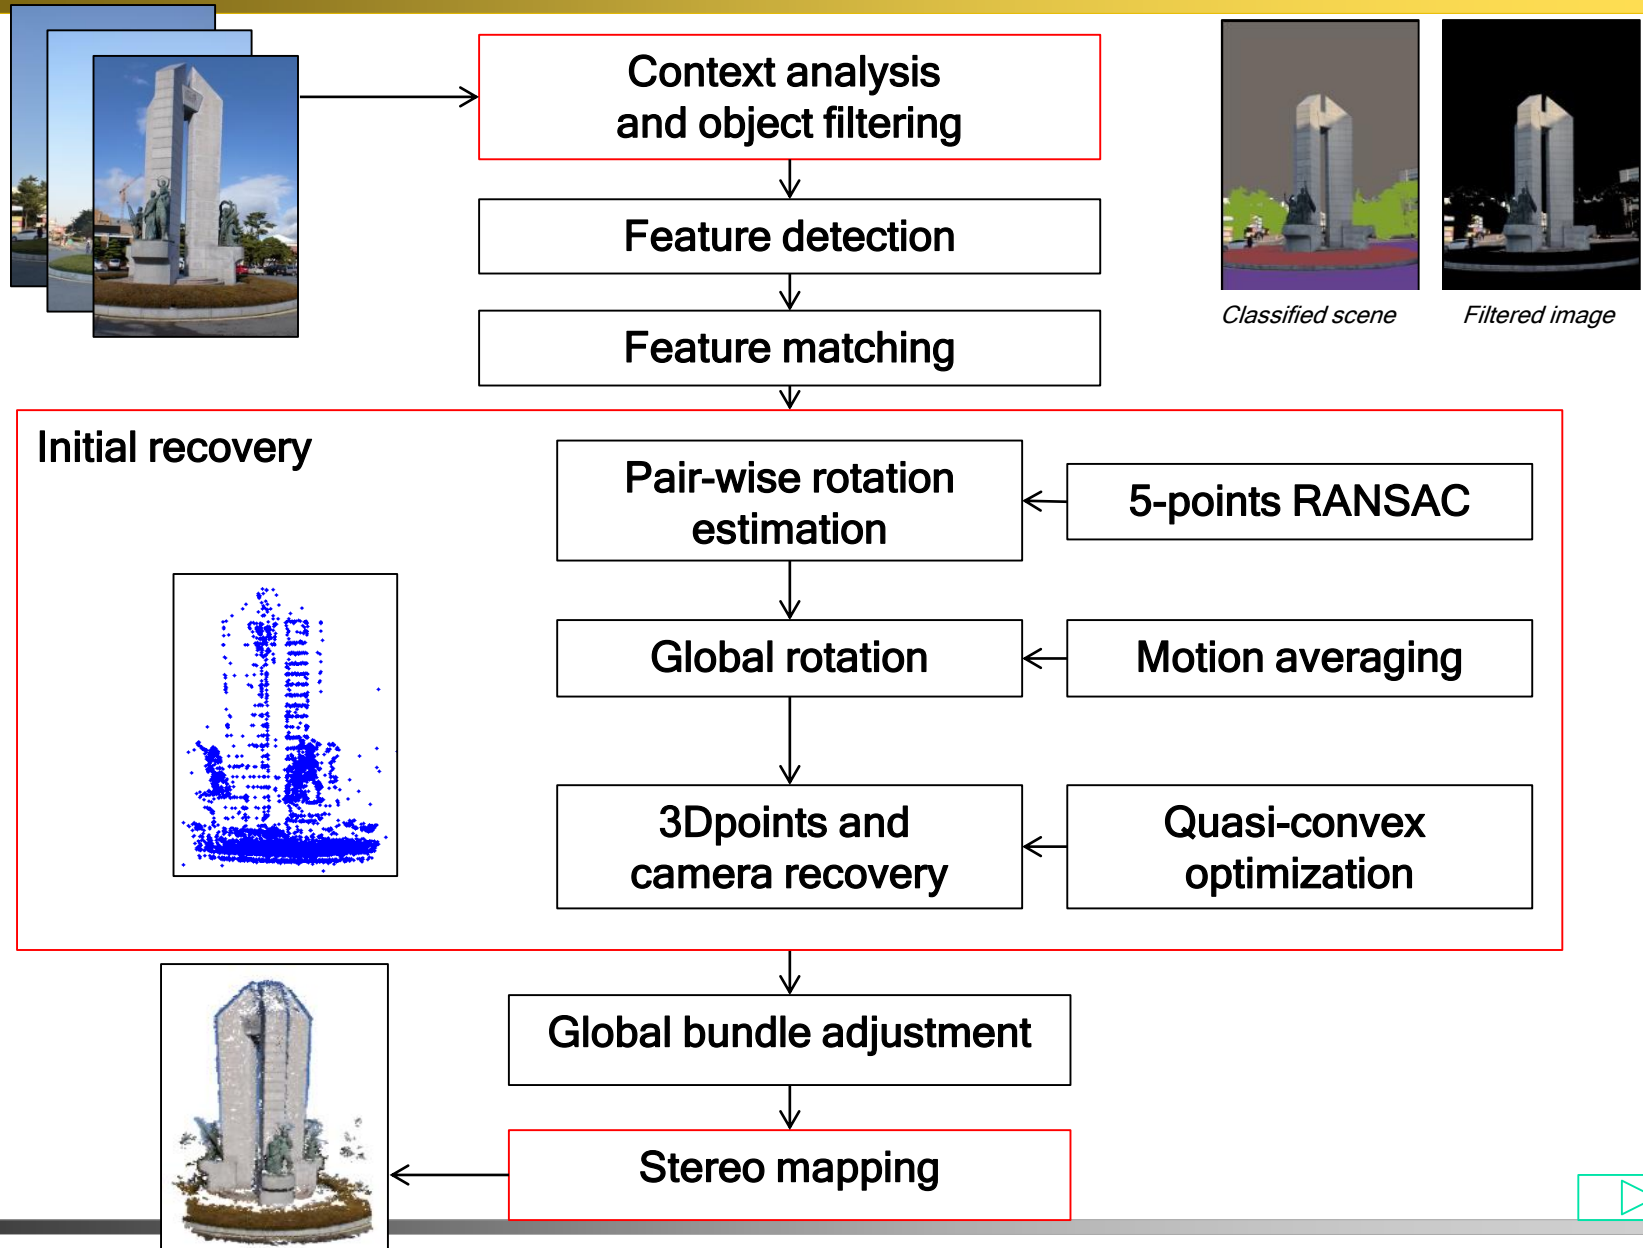 Context analysis
and object filtering
Feature detection
Feature matching
Classified scene
Filtered image
Initial recovery
Pair-wise rotation
estimation
5-points RANSAC
Global rotation
Motion averaging
3Dpoints and
camera recovery
Quasi-convex
optimization
Global bundle adjustment
Stereo mapping